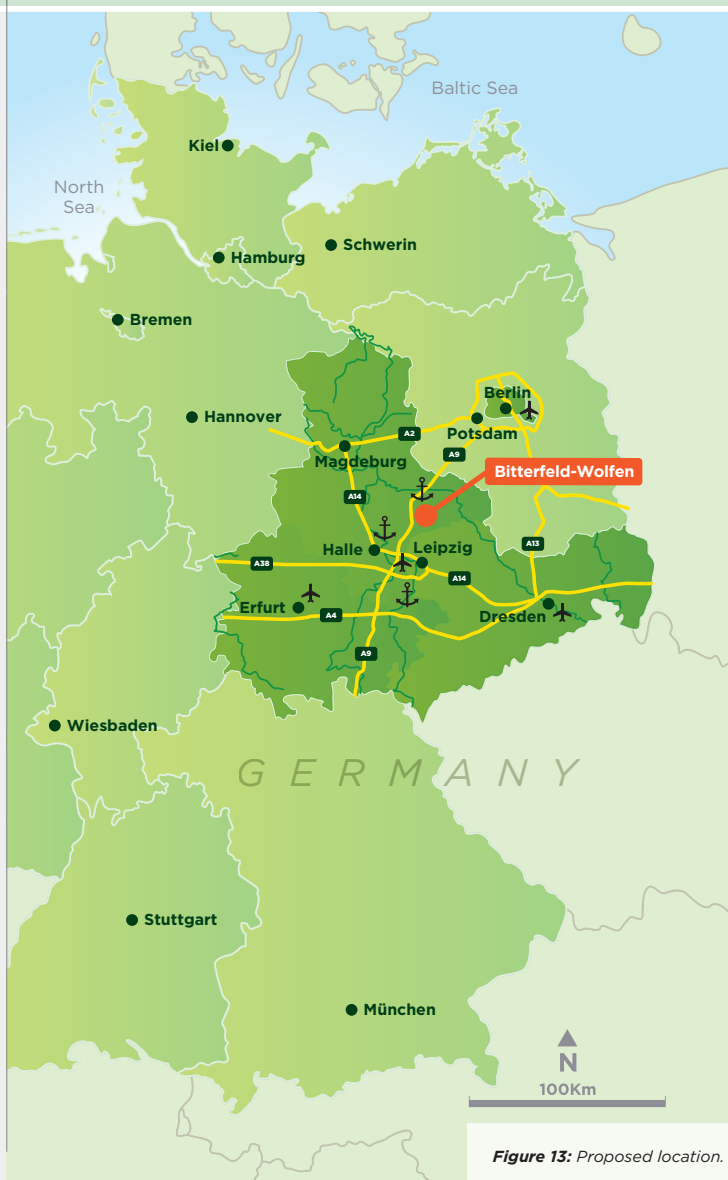 Baltic Sea
Kiel
North
Sea
Schwerin
Hamburg
Bremen
Berlin
Hannover
A2
Potsdam
A9
Magdeburg
Bitterfeld-Wolfen
A14
A13
Halle
Leipzig
A38
A14
Erfurt
A4
Dresden
A9
Wiesbaden
GERMANY
Stuttgart
München
N
100Km
Figure 13: Proposed location.